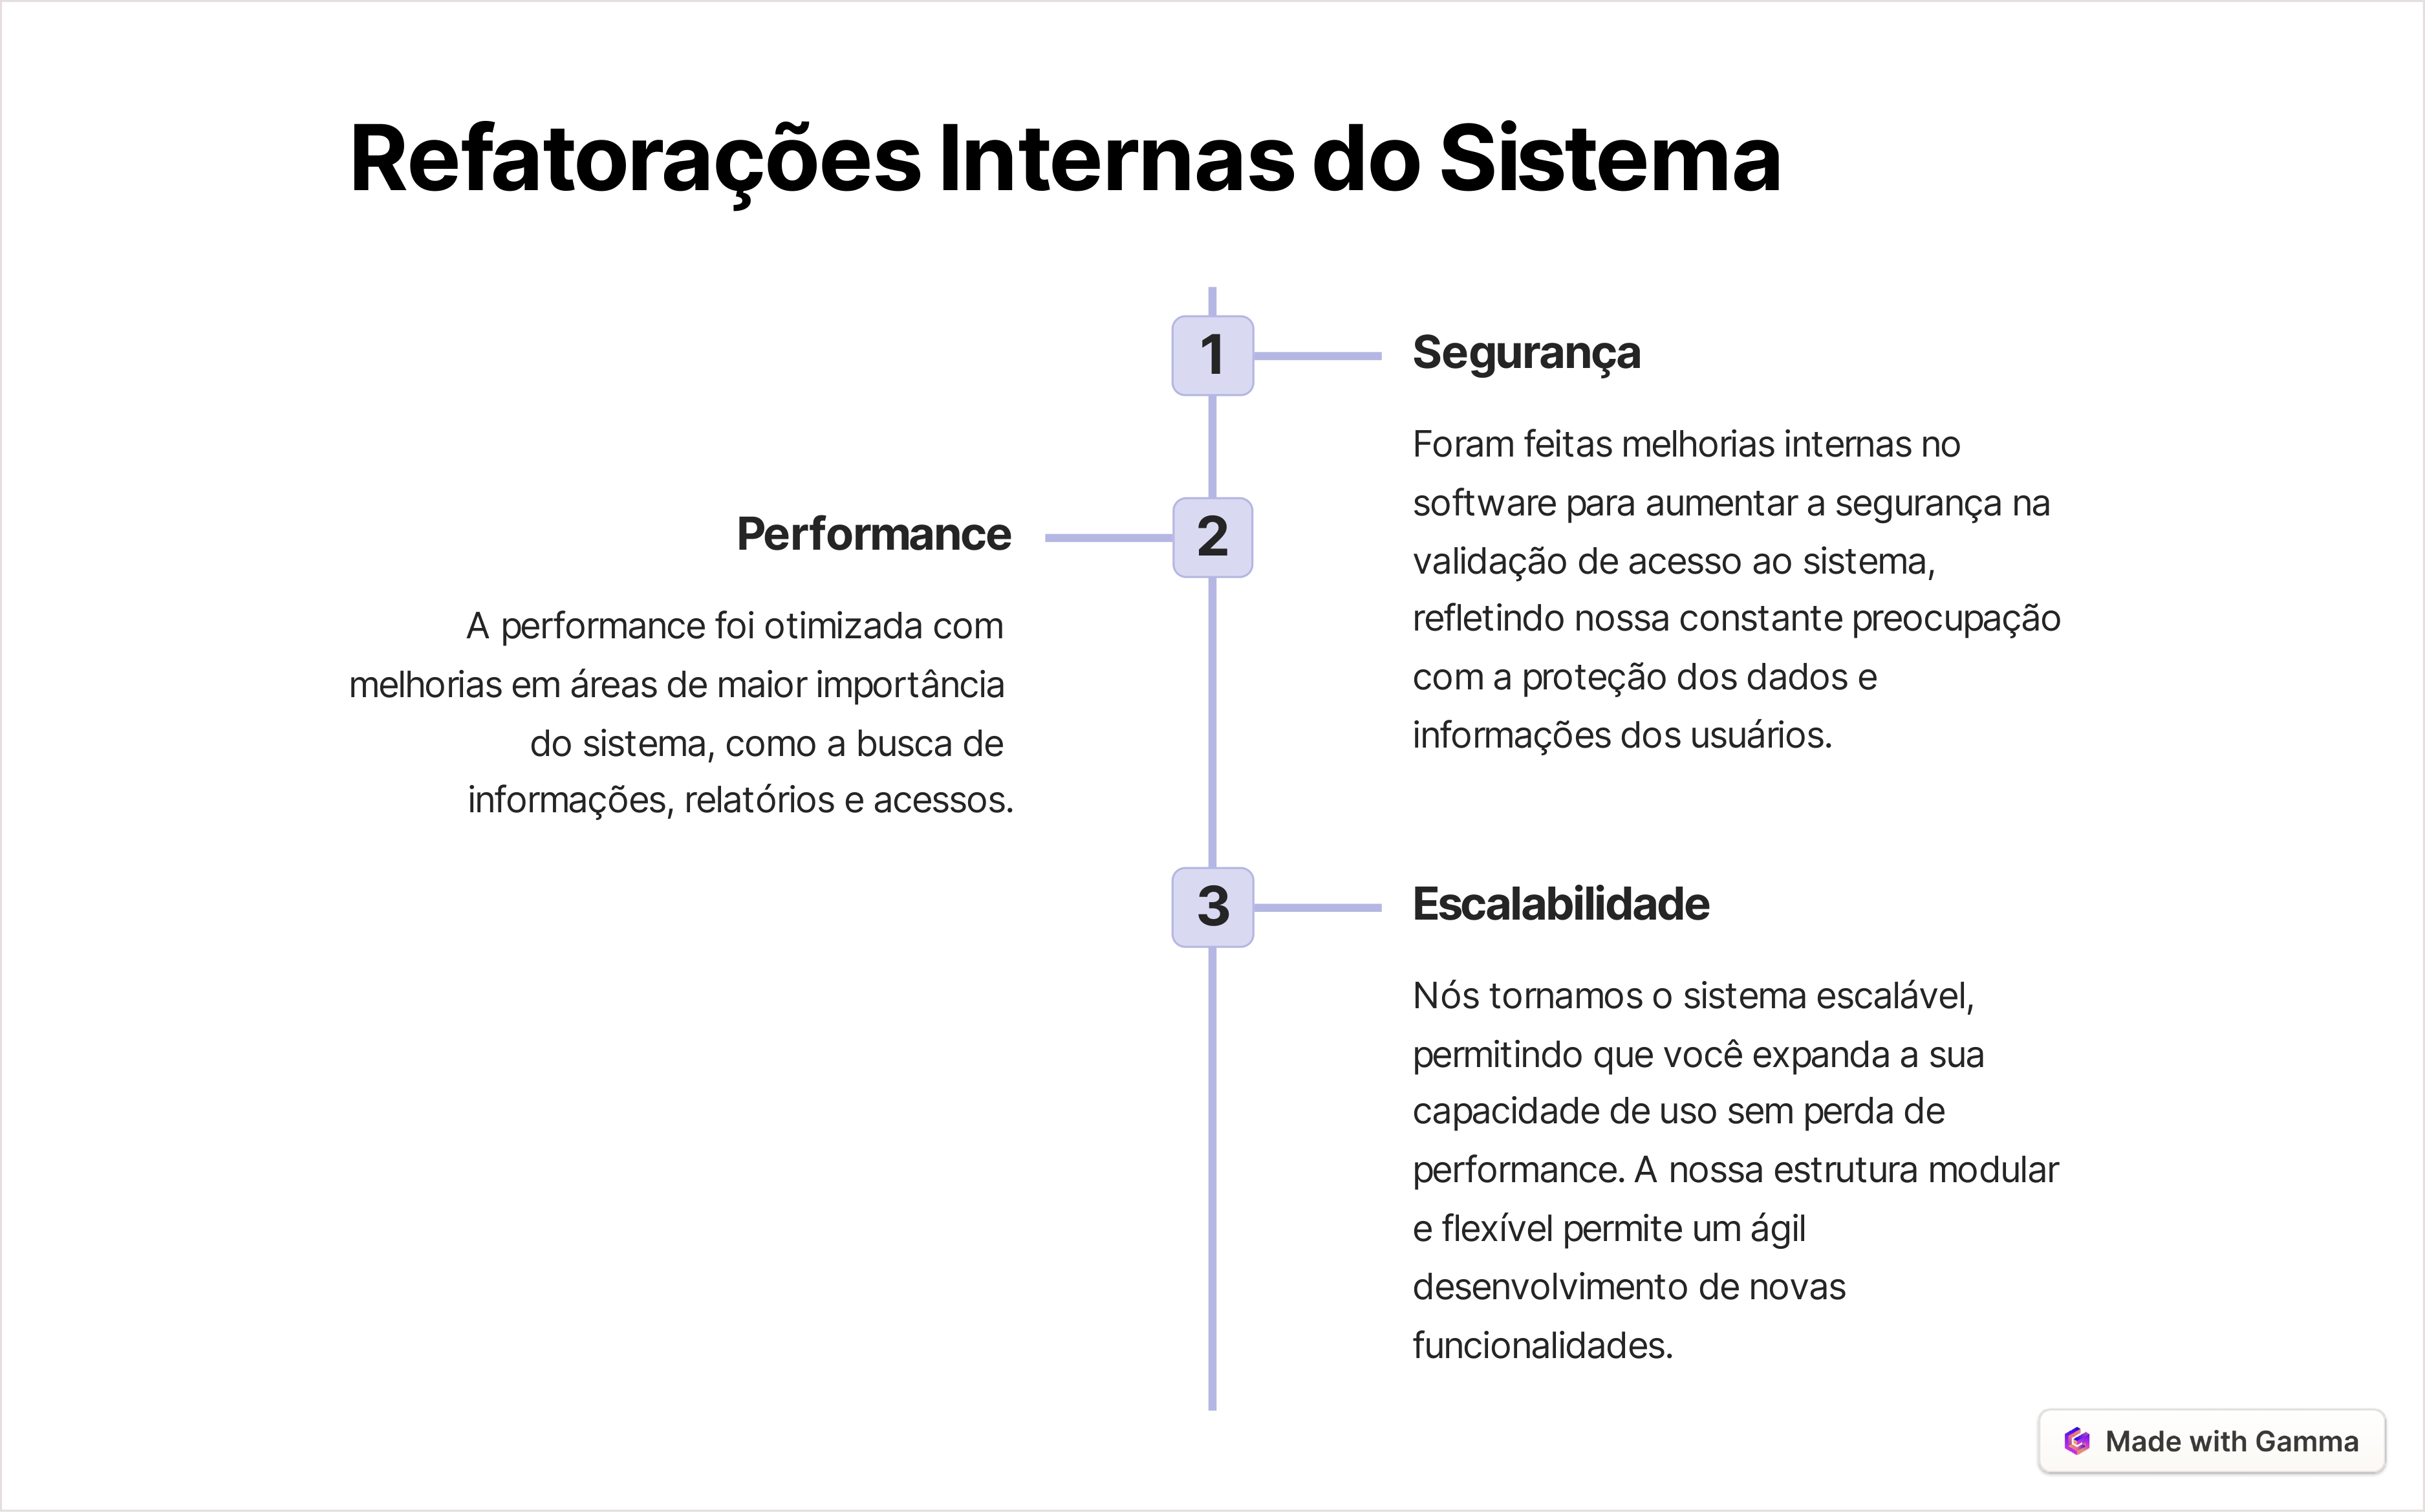 Refatorações Internas do Sistema
1
Segurança
Foram feitas melhorias internas no
software para aumentar a segurança na
validação de acesso ao sistema,
refletindo nossa constante preocupação
com a proteção dos dados e
informações dos usuários.
2
Performance
A performance foi otimizada com
melhorias em áreas de maior importância
do sistema, como a busca de
informações, relatórios e acessos.
3
Escalabilidade
Nós tornamos o sistema escalável,
permitindo que você expanda a sua
capacidade de uso sem perda de
performance. A nossa estrutura modular
e flexível permite um ágil
desenvolvimento de novas
funcionalidades.
Made with Gamma